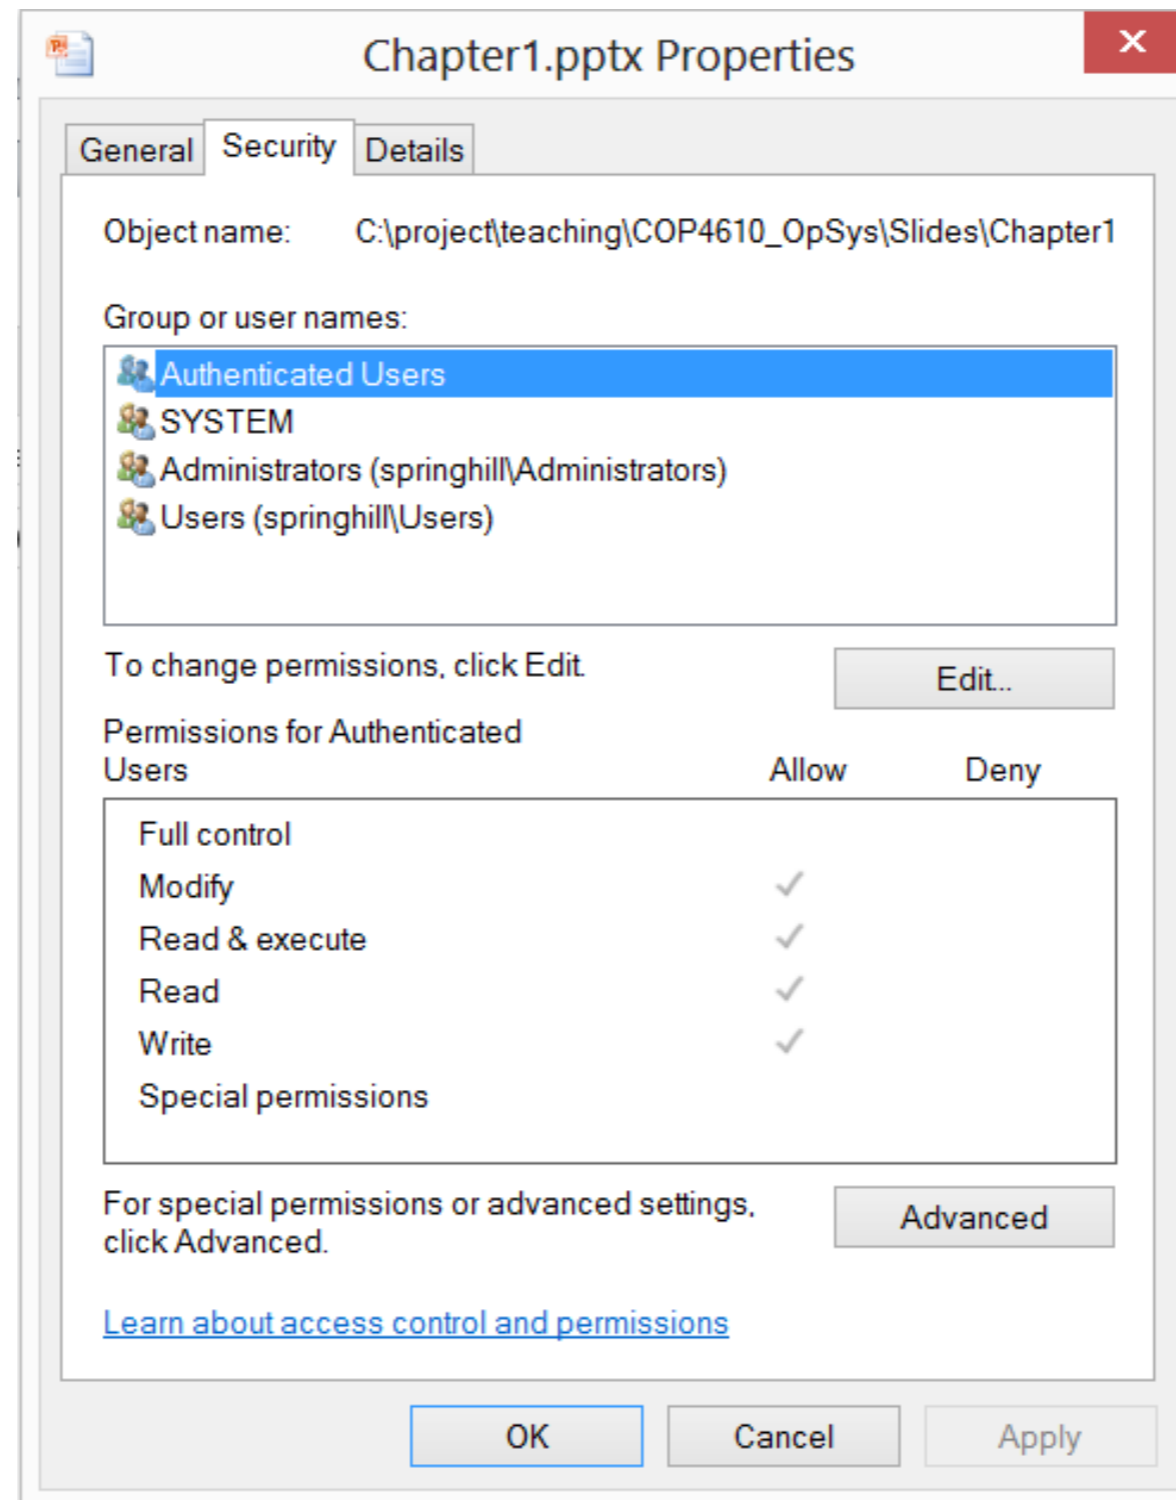 Chapter1.pptx Properties
General Security Details
Object name: C:\project\teaching\COP4610_OpSys\Slides\Chapter1
Group or user names:
Authenticated Users
SYSTEM
Administrators (springhill\Administrators)
Users (springhill\Users)
To change permissions, click Edit.
Edit...
Permissions for Authenticated
Users Allow Deny
Full control
Modify
Read & execute
Read
Write
Special permissions
For special permissions or advanced settings,
click Advanced.
Advanced
Learn about access control and permissions
OK Cancel Apply